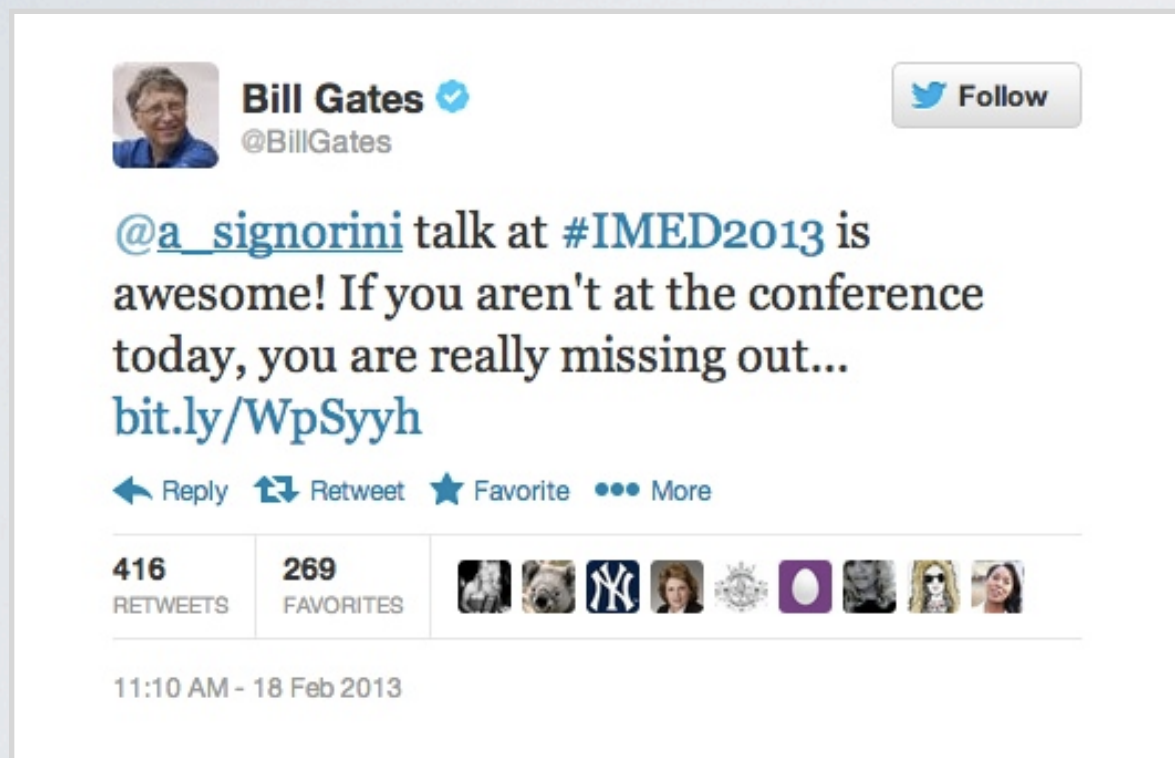 Bill Gates
@BillGates
Follow
@a_signorini talk at #IMED2013 is
awesome! If you aren't at the conference
today, you are really missing out...
bit.ly/WpSyyh
Reply Retweet Favorite More
416 269
RETWEETS FAVORITES
NY
11:10 AM - 18 Feb 2013